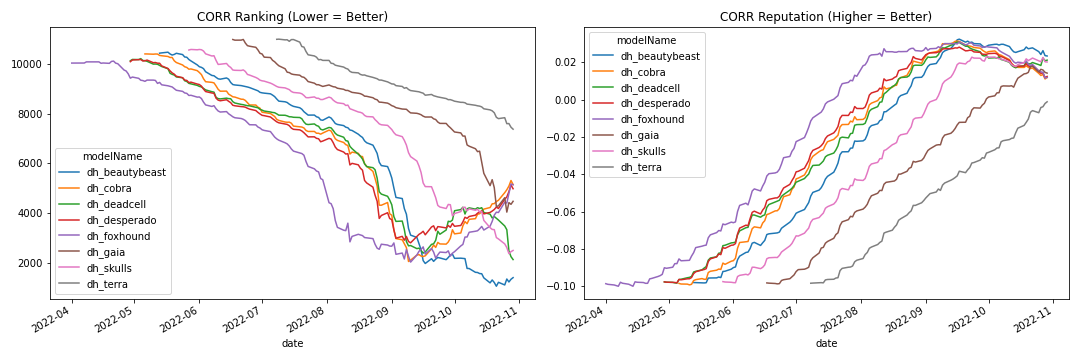 CORR Ranking (Lower = Better)
10000
8000
6000
4000
2000
modelName
dh_beautybeast
dh_cobra
dh_deadcell
dh_desperado
dh_foxhound
dh_gaia
dh_skulls
dh_terra
2022-04
2022-05
2022-06
2022-07
2022-08
2022-09
2022-10
2022-11
date
CORR Reputation (Higher = Better)
0.02
0.00
−0.02
−0.04
−0.06
−0.08
−0.10
modelName
dh_beautybeast
dh_cobra
dh_deadcell
dh_desperado
dh_foxhound
dh_gaia
dh_skulls
dh_terra
2022-04
2022-05
2022-06
2022-07
2022-08
2022-09
2022-10
2022-11
date